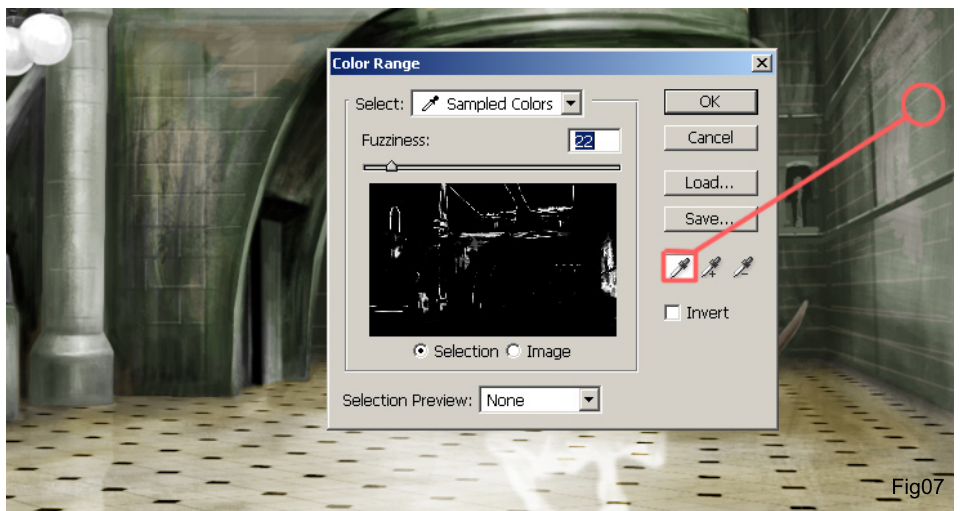 Color Range
Select: Sampled Colors
OK
Fuzziness: 22
Cancel
Load...
Save...
Invert
Selection Image
Selection Preview: None
Fig07